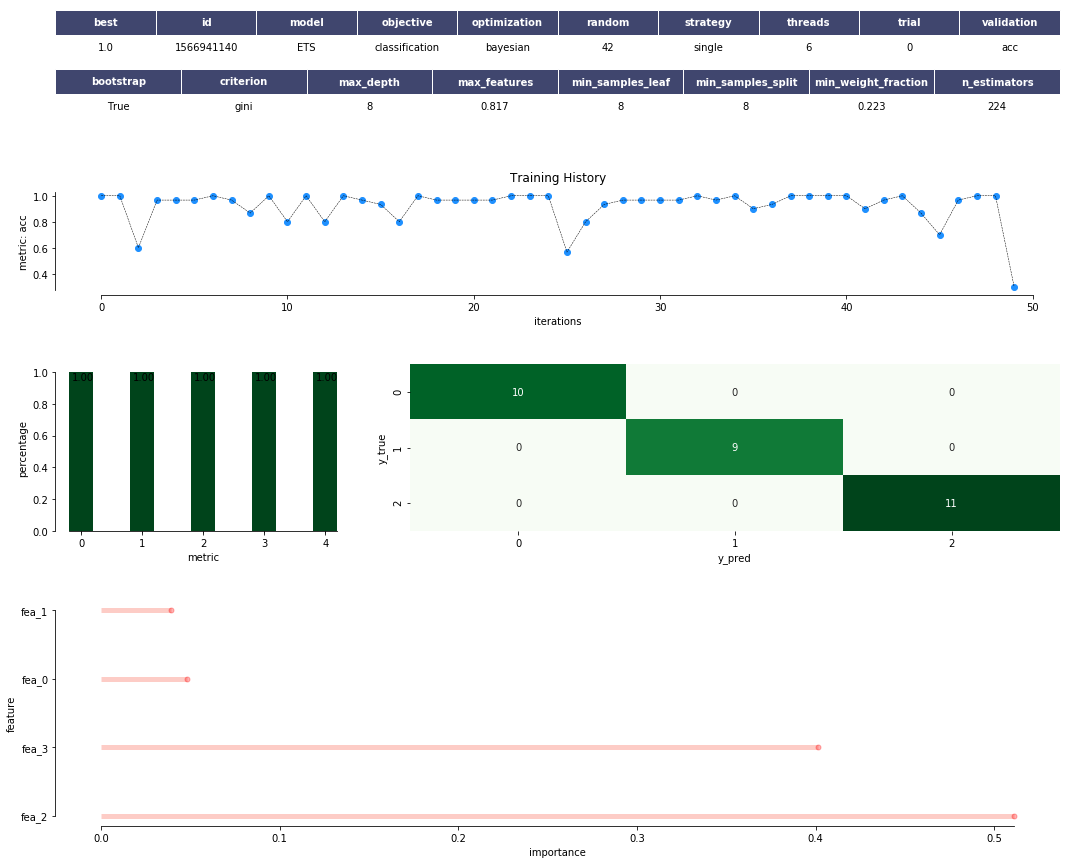 best id model objective optimization random strategy threads trial validation
1.0 1566941140 ETS classification bayesian 42 single 6 0 acc
bootstrap criterion max_depth max_features min_samples_leaf min_samples_split min_weight_fraction n_estimators
True gini 8 0.817 8 8 0.223 224
Training History
metric: acc
1.0
0.8
0.6
0.4
0 10 20 30 40 50
iterations
percentage
1.0
0.8
0.6
0.4
0.2
0.0
1.00 1.00 1.00 1.00 1.00
0 1 2 3 4
metric
y_true
0 10 0 0
1 0 9 0
2 0 0 11
0 1 2
y_pred
feature
fea_1
fea_0
fea_3
fea_2
0.0 0.1 0.2 0.3 0.4 0.5
importance